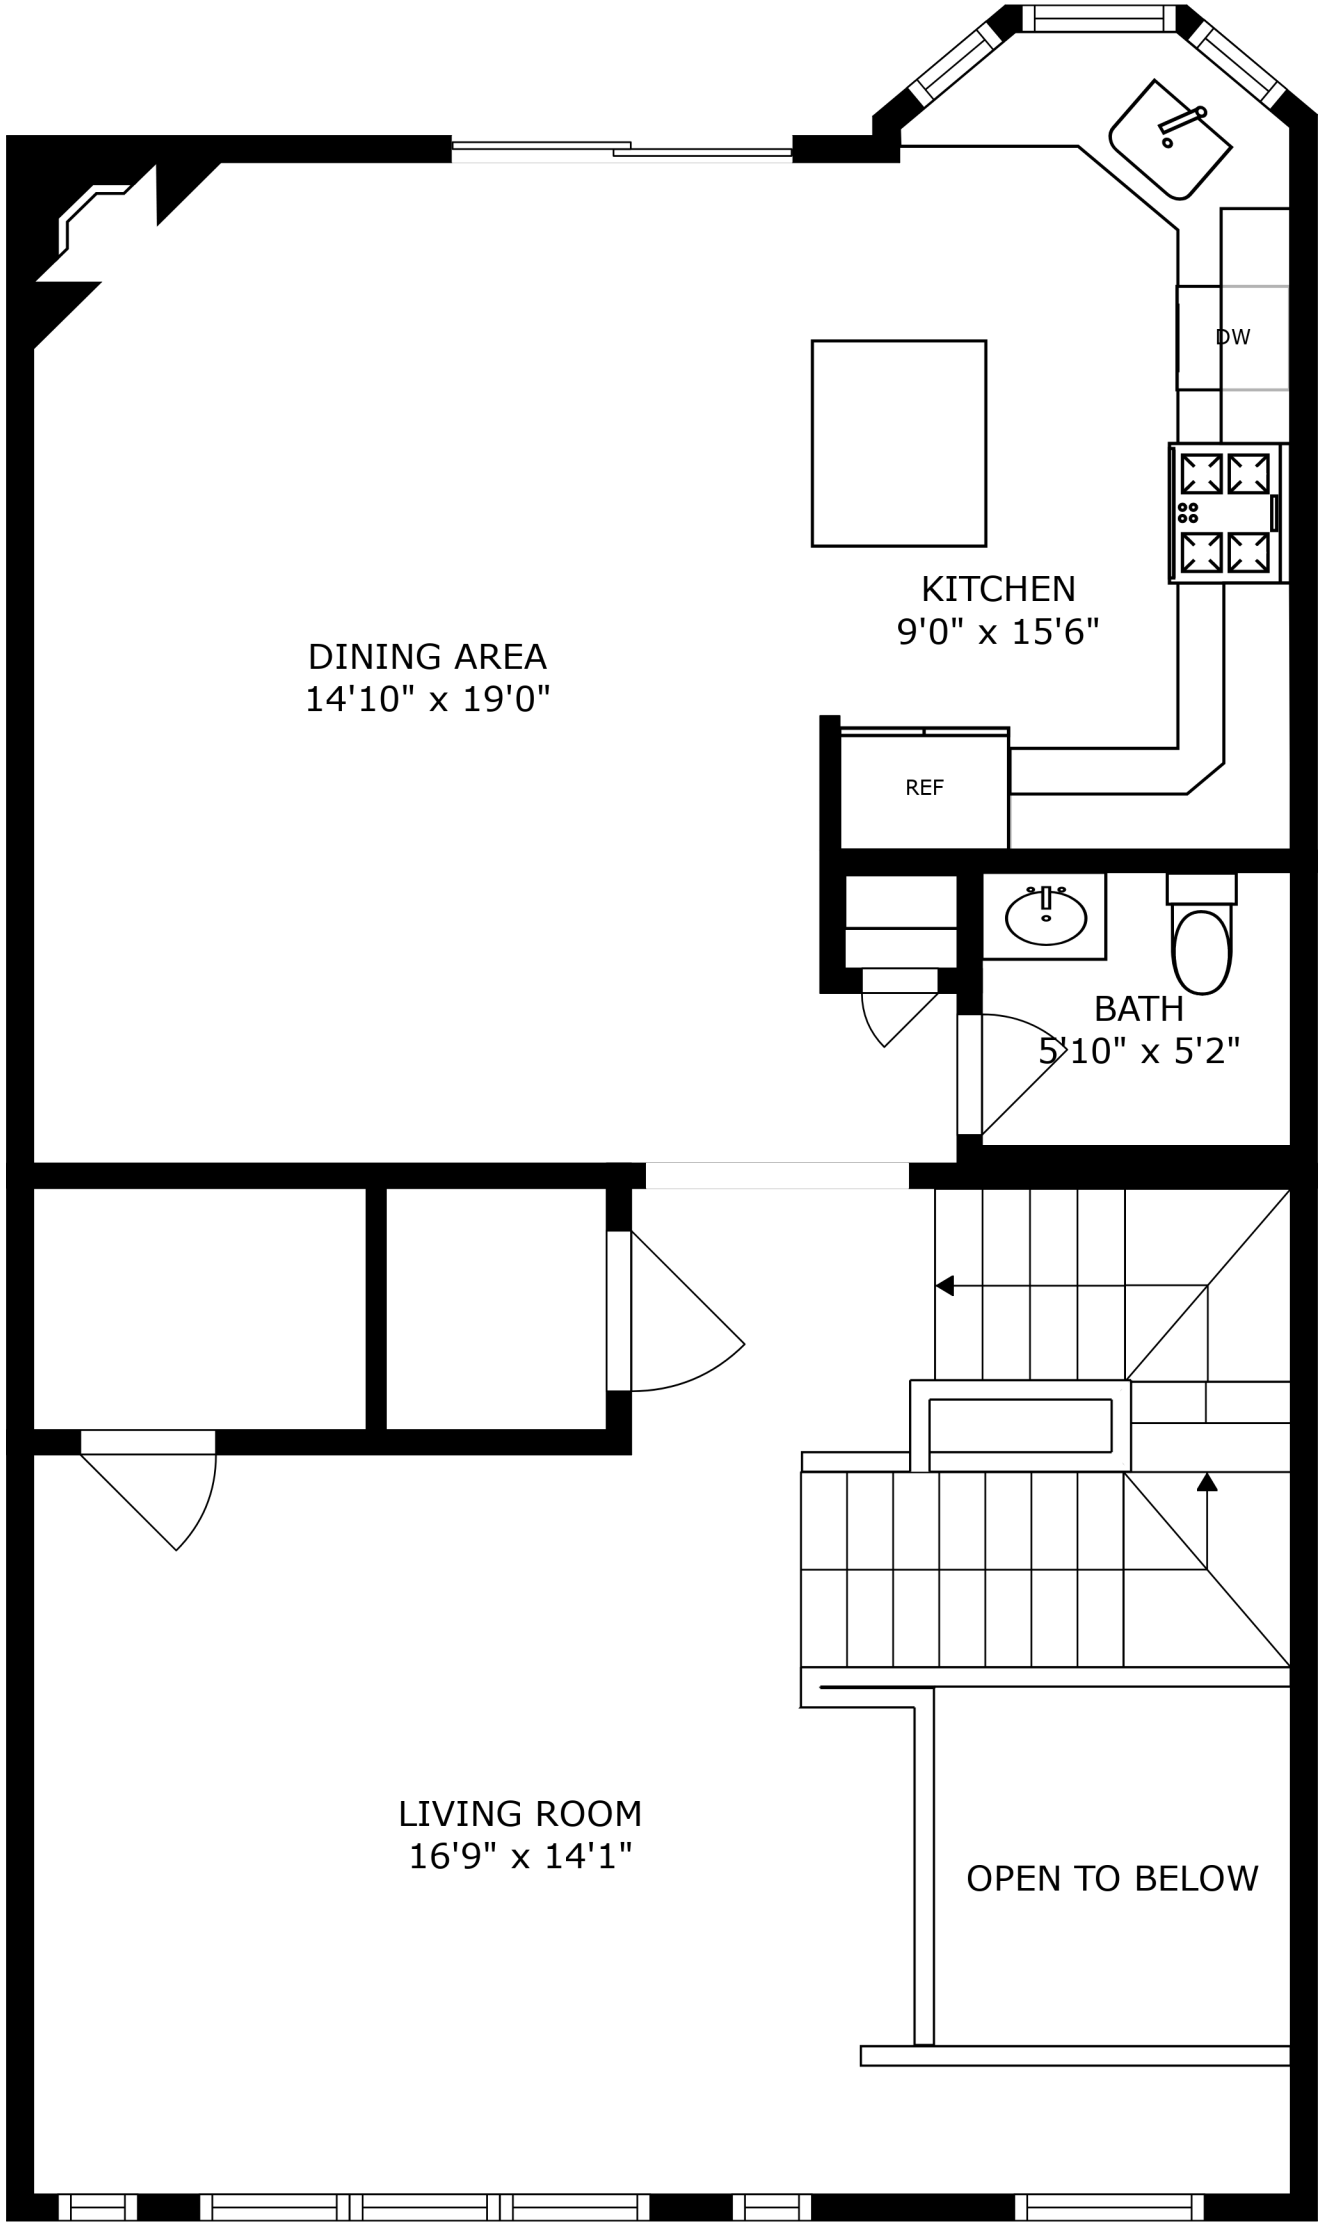 DW
KITCHEN
9'0" x 15'6"
DINING AREA
14'10" x 19'0"
REF
BATH
5'10" x 5'2"
LIVING ROOM
16'9" x 14'1"
OPEN TO BELOW